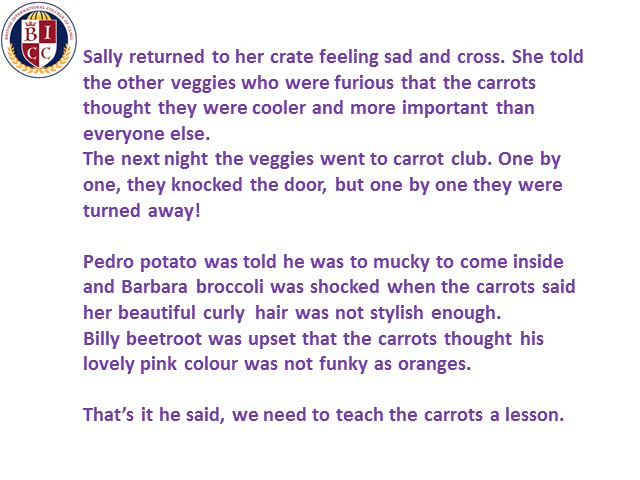 BRITISH INTERNATIONAL COLLEGE OF CAIRO
B I
C C
Sally returned to her crate feeling sad and cross. She told
the other veggies who were furious that the carrots
thought they were cooler and more important than
everyone else.
The next night the veggies went to carrot club. One by
one, they knocked the door, but one by one they were
turned away!
Pedro potato was told he was to mucky to come inside
and Barbara broccoli was shocked when the carrots said
her beautiful curly hair was not stylish enough.
Billy beetroot was upset that the carrots thought his
lovely pink colour was not funky as oranges.
That’s it he said, we need to teach the carrots a lesson.